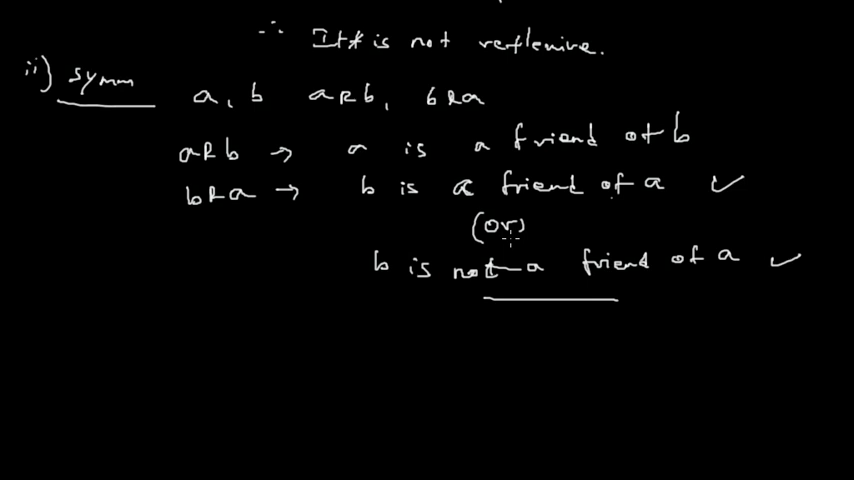 ∴ It is not reflexive.
ii) symm
a, b aRb, bRa
aRb → a is a friend of b
bRa → b is a friend of a ✓
(or)
b is not a friend of a ✓